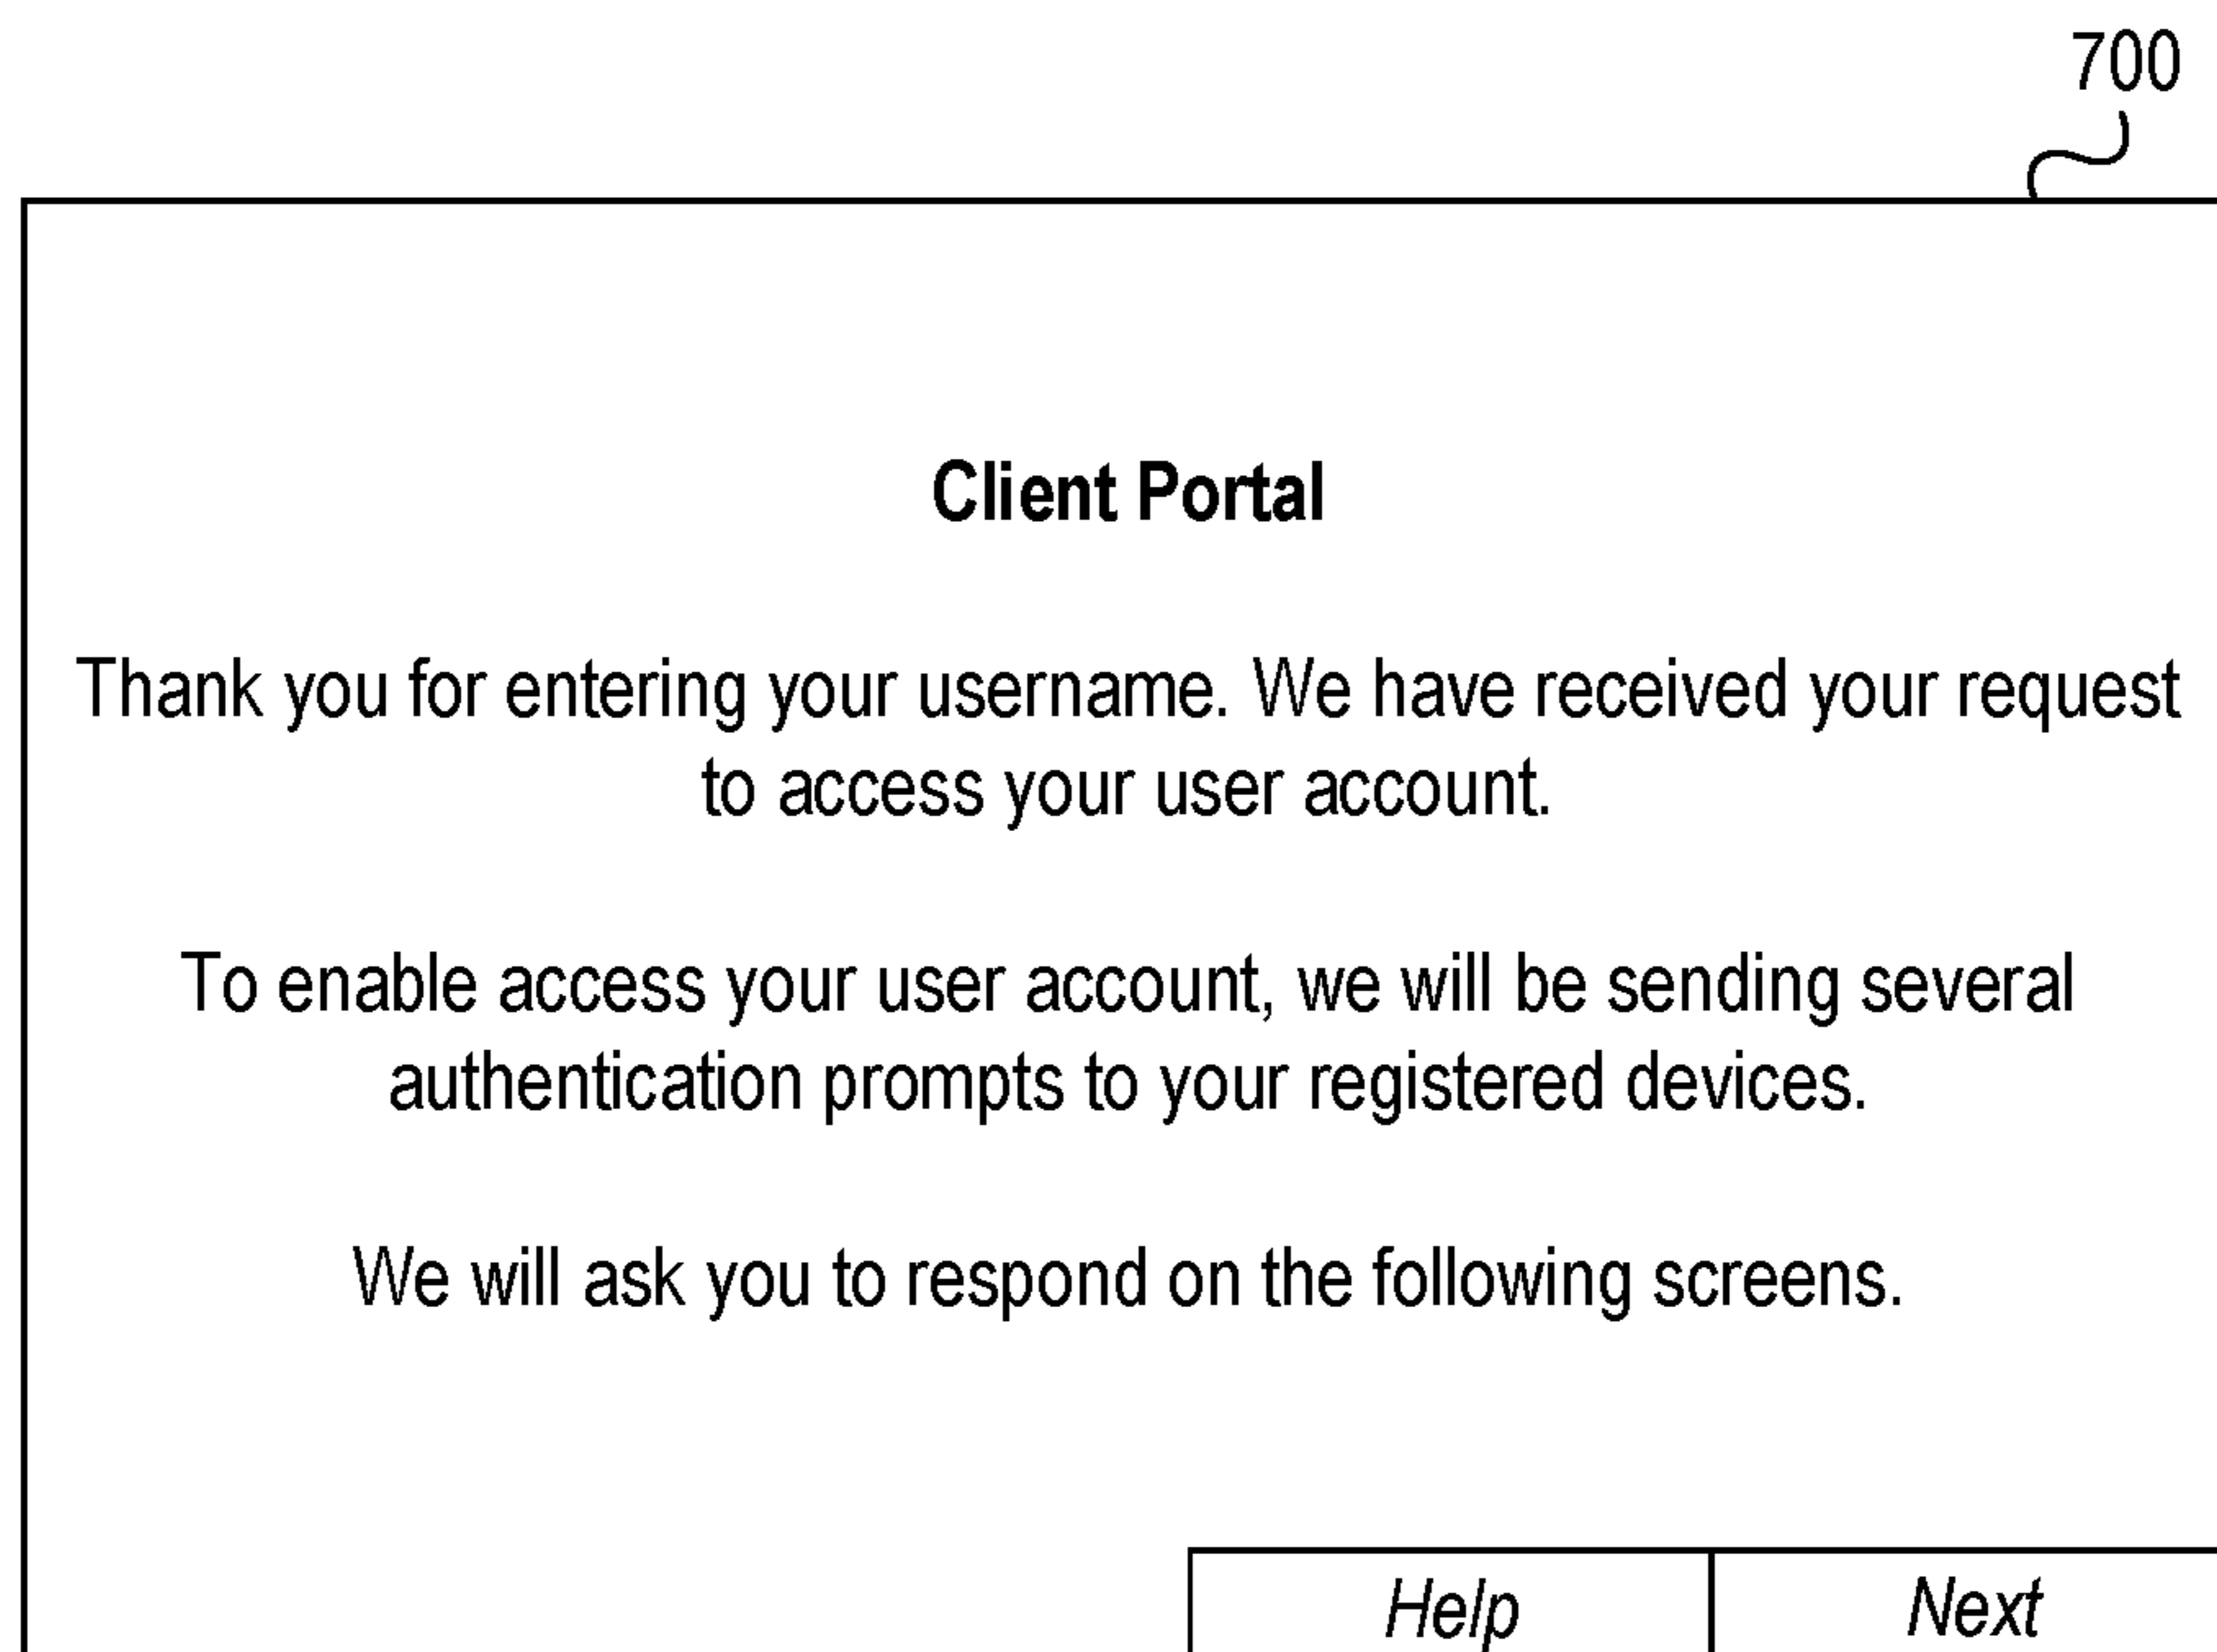 700
Client Portal
Thank you for entering your username. We have received your request
to access your user account.
To enable access your user account, we will be sending several
authentication prompts to your registered devices.
We will ask you to respond on the following screens.
Help
Next